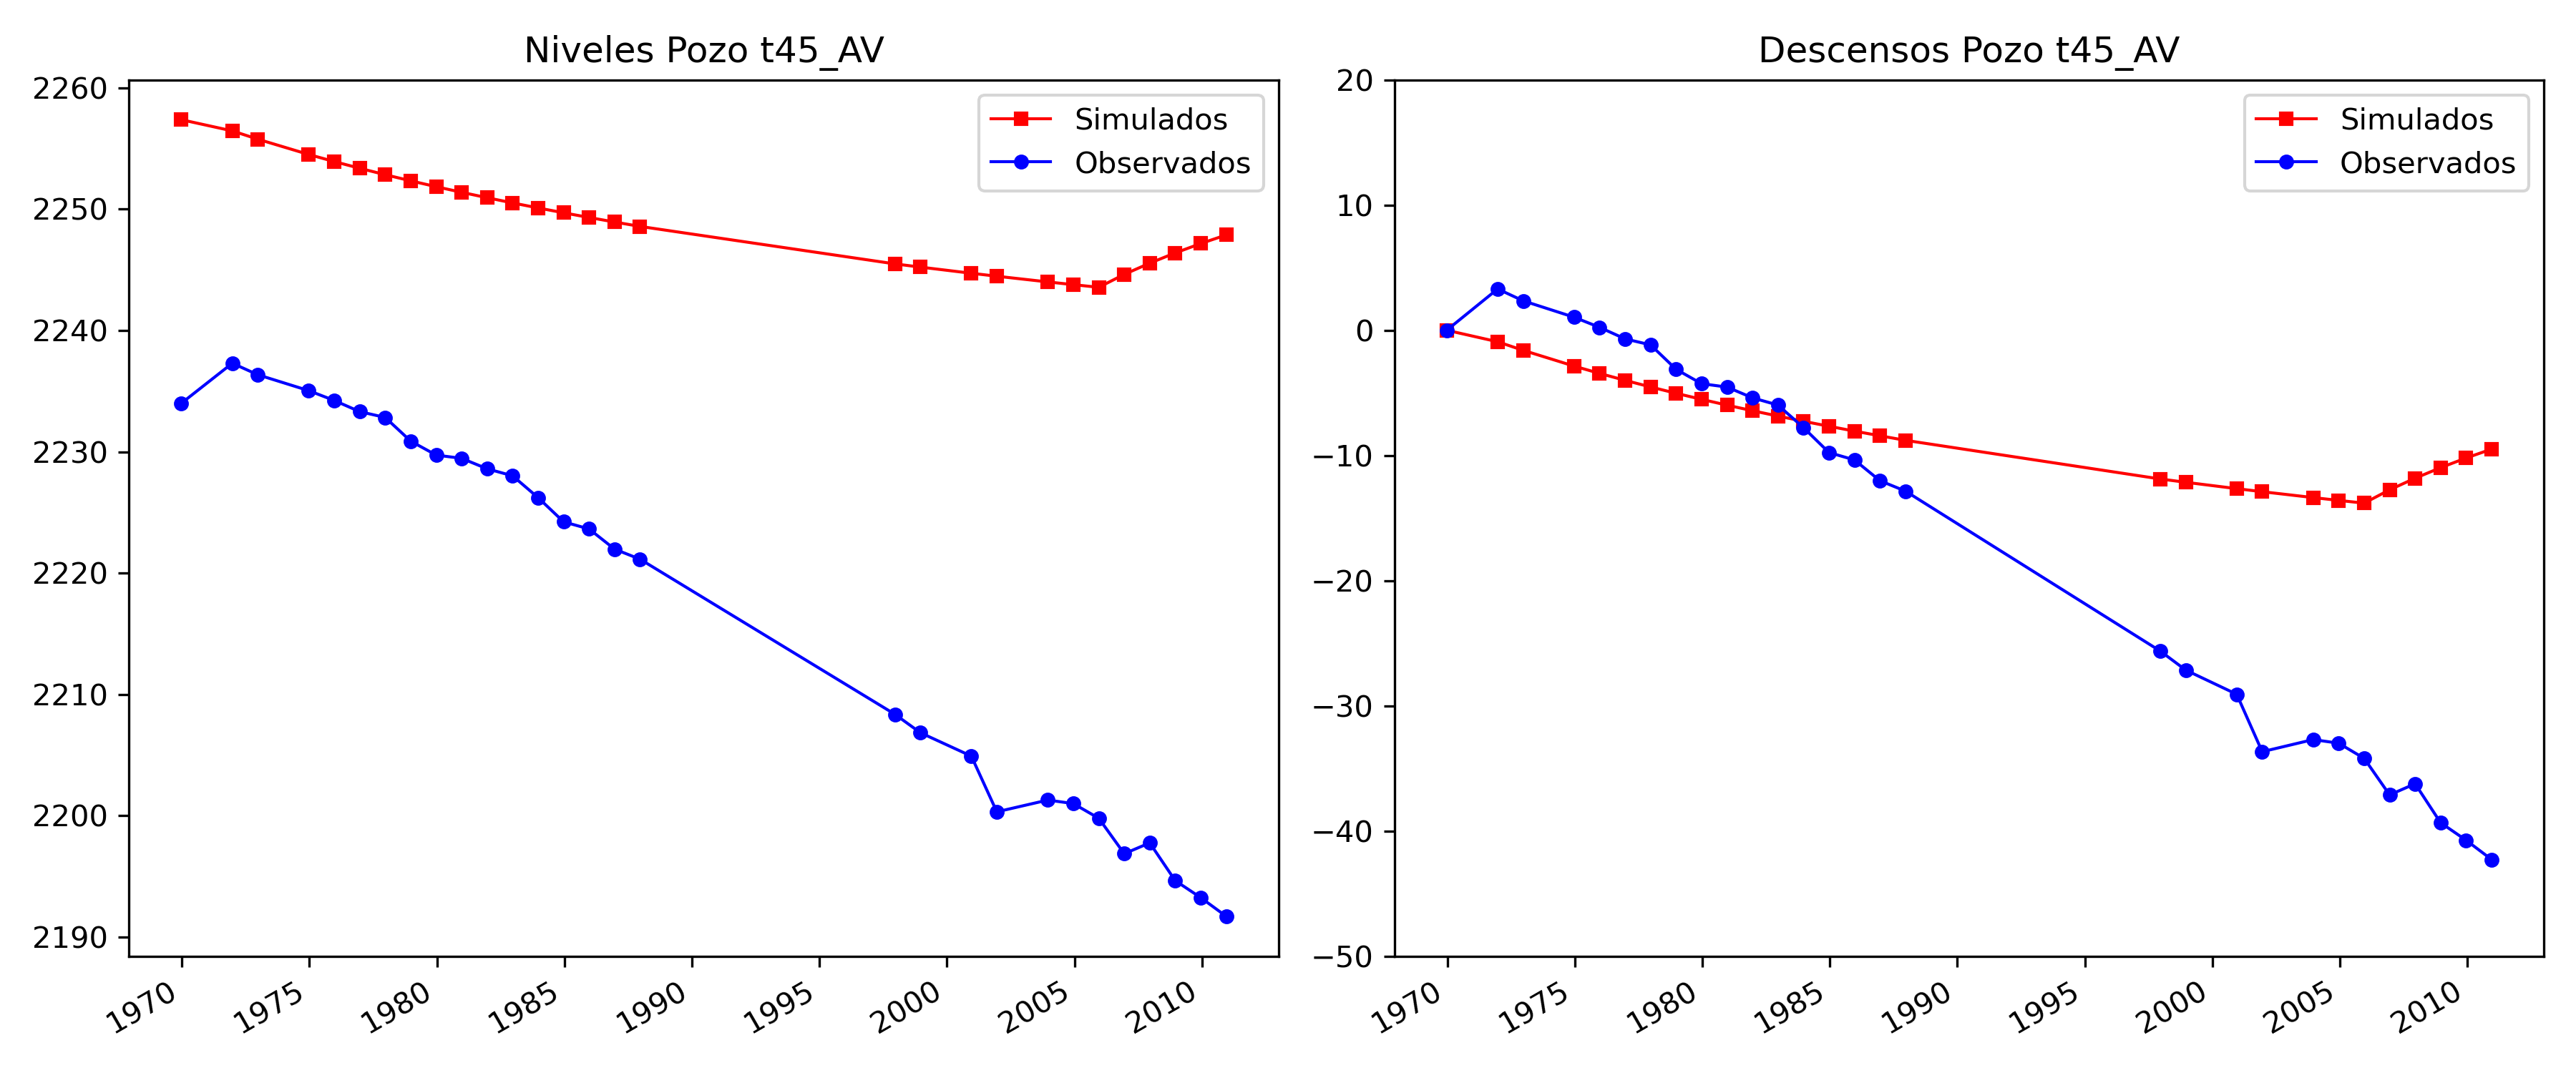 Niveles Pozo t45_AV
2260
2250
2240
2230
2220
2210
2200
2190
1970 1975 1980 1985 1990 1995 2000 2005 2010
Simulados
Observados
Descensos Pozo t45_AV
20
10
0
−10
−20
−30
−40
−50
1970 1975 1980 1985 1990 1995 2000 2005 2010
Simulados
Observados